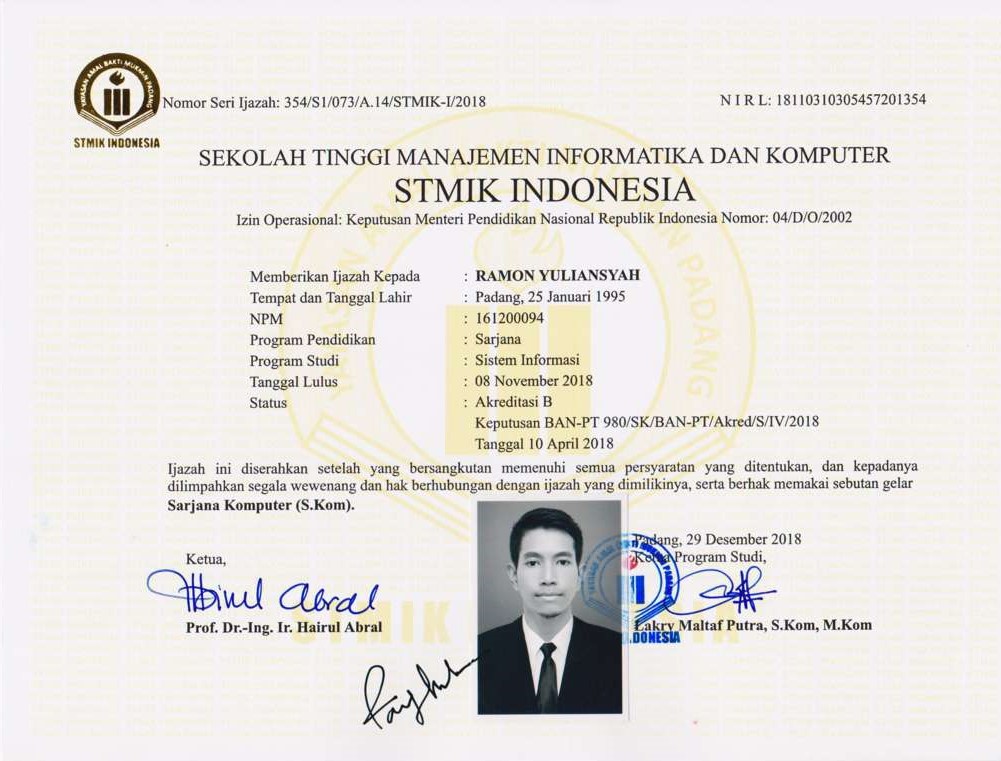 YAYASAN AMAL BAKTI MUKMIN PADANG
STMIK INDONESIA
Nomor Seri Ijazah: 354/S1/073/A.14/STMIK-I/2018
N I R L: 18110310305457201354
SEKOLAH TINGGI MANAJEMEN INFORMATIKA DAN KOMPUTER
STMIK INDONESIA
Izin Operasional: Keputusan Menteri Pendidikan Nasional Republik Indonesia Nomor: 04/D/O/2002
Memberikan Ijazah Kepada : RAMON YULIANSYAH
Tempat dan Tanggal Lahir : Padang, 25 Januari 1995
NPM : 161200094
Program Pendidikan : Sarjana
Program Studi : Sistem Informasi
Tanggal Lulus : 08 November 2018
Status : Akreditasi B
Keputusan BAN-PT 980/SK/BAN-PT/Akred/S/IV/2018
Tanggal 10 April 2018
Ijazah ini diserahkan setelah yang bersangkutan memenuhi semua persyaratan yang ditentukan, dan kepadanya
dilimpahkan segala wewenang dan hak berhubungan dengan ijazah yang dimilikinya, serta berhak memakai sebutan gelar
Sarjana Komputer (S.Kom).
Padang, 29 Desember 2018
Ketua,
Ketua Program Studi,
Hairul Abral
Prof. Dr.-Ing. Ir. Hairul Abral
Lakry Maltaf Putra, S.Kom, M.Kom